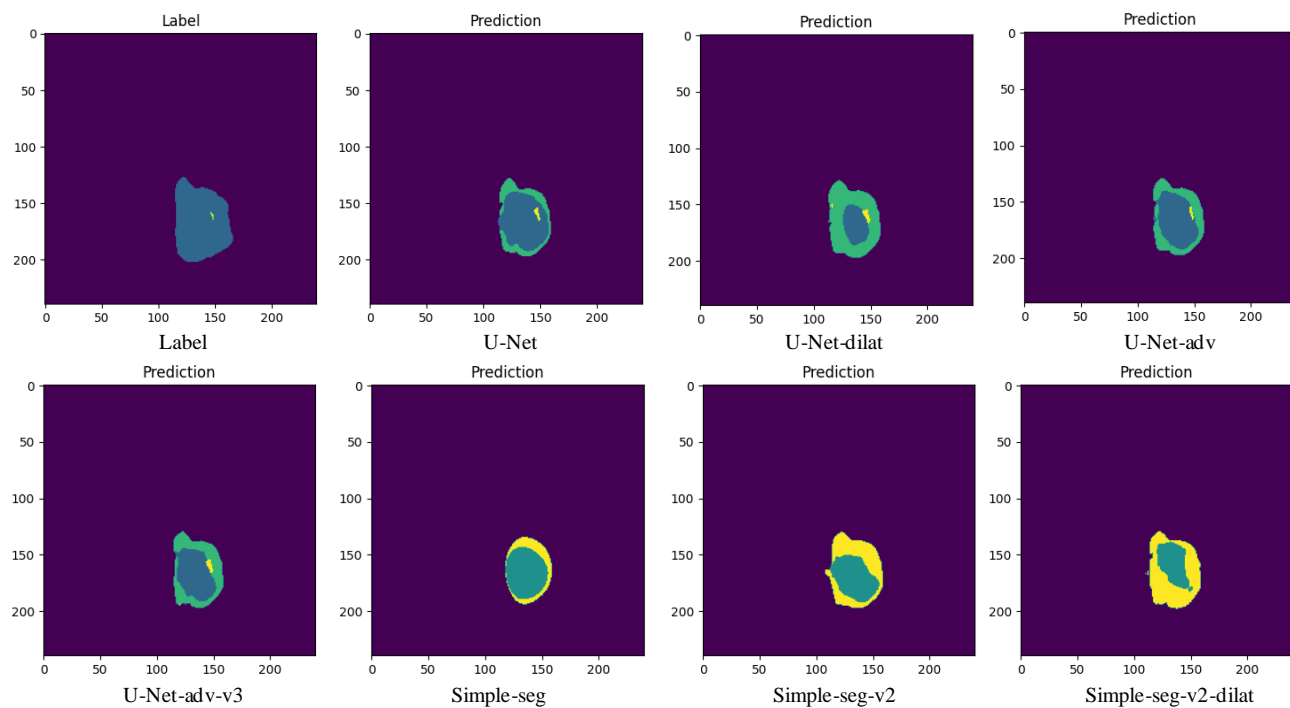 Label Prediction Prediction Prediction
0 0 0 0
50 50 50 50
100 100 100 100
150 150 150 150
200 200 200 200
0 50 100 150 200 0 50 100 150 200 0 50 100 150 200 0 50 100 150 200
Label U-Net U-Net-dilat U-Net-adv
Prediction Prediction Prediction Prediction
0 0 0 0
50 50 50 50
100 100 100 100
150 150 150 150
200 200 200 200
0 50 100 150 200 0 50 100 150 200 0 50 100 150 200 0 50 100 150 200
U-Net-adv-v3 Simple-seg Simple-seg-v2 Simple-seg-v2-dilat